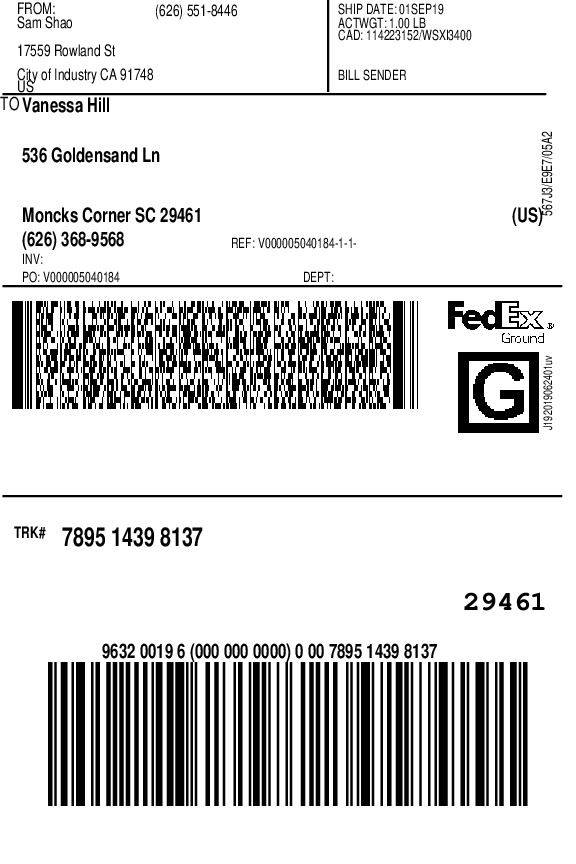 FROM: (626) 551-8446
Sam Shao
17559 Rowland St
City of Industry CA 91748
US
SHIP DATE: 01SEP19
ACTWGT: 1.00 LB
CAD: 114223152/WSXI3400
BILL SENDER
TO Vanessa Hill
536 Goldensand Ln
Moncks Corner SC 29461 (US)
(626) 368-9568 REF: V000005040184-1-1-
INV:
PO: V000005040184 DEPT:
567J3/E9E7/05A2
FedEx ®
Ground
G
J192019062401uv
TRK# 7895 1439 8137
29461
9632 0019 6 (000 000 0000) 0 00 7895 1439 8137